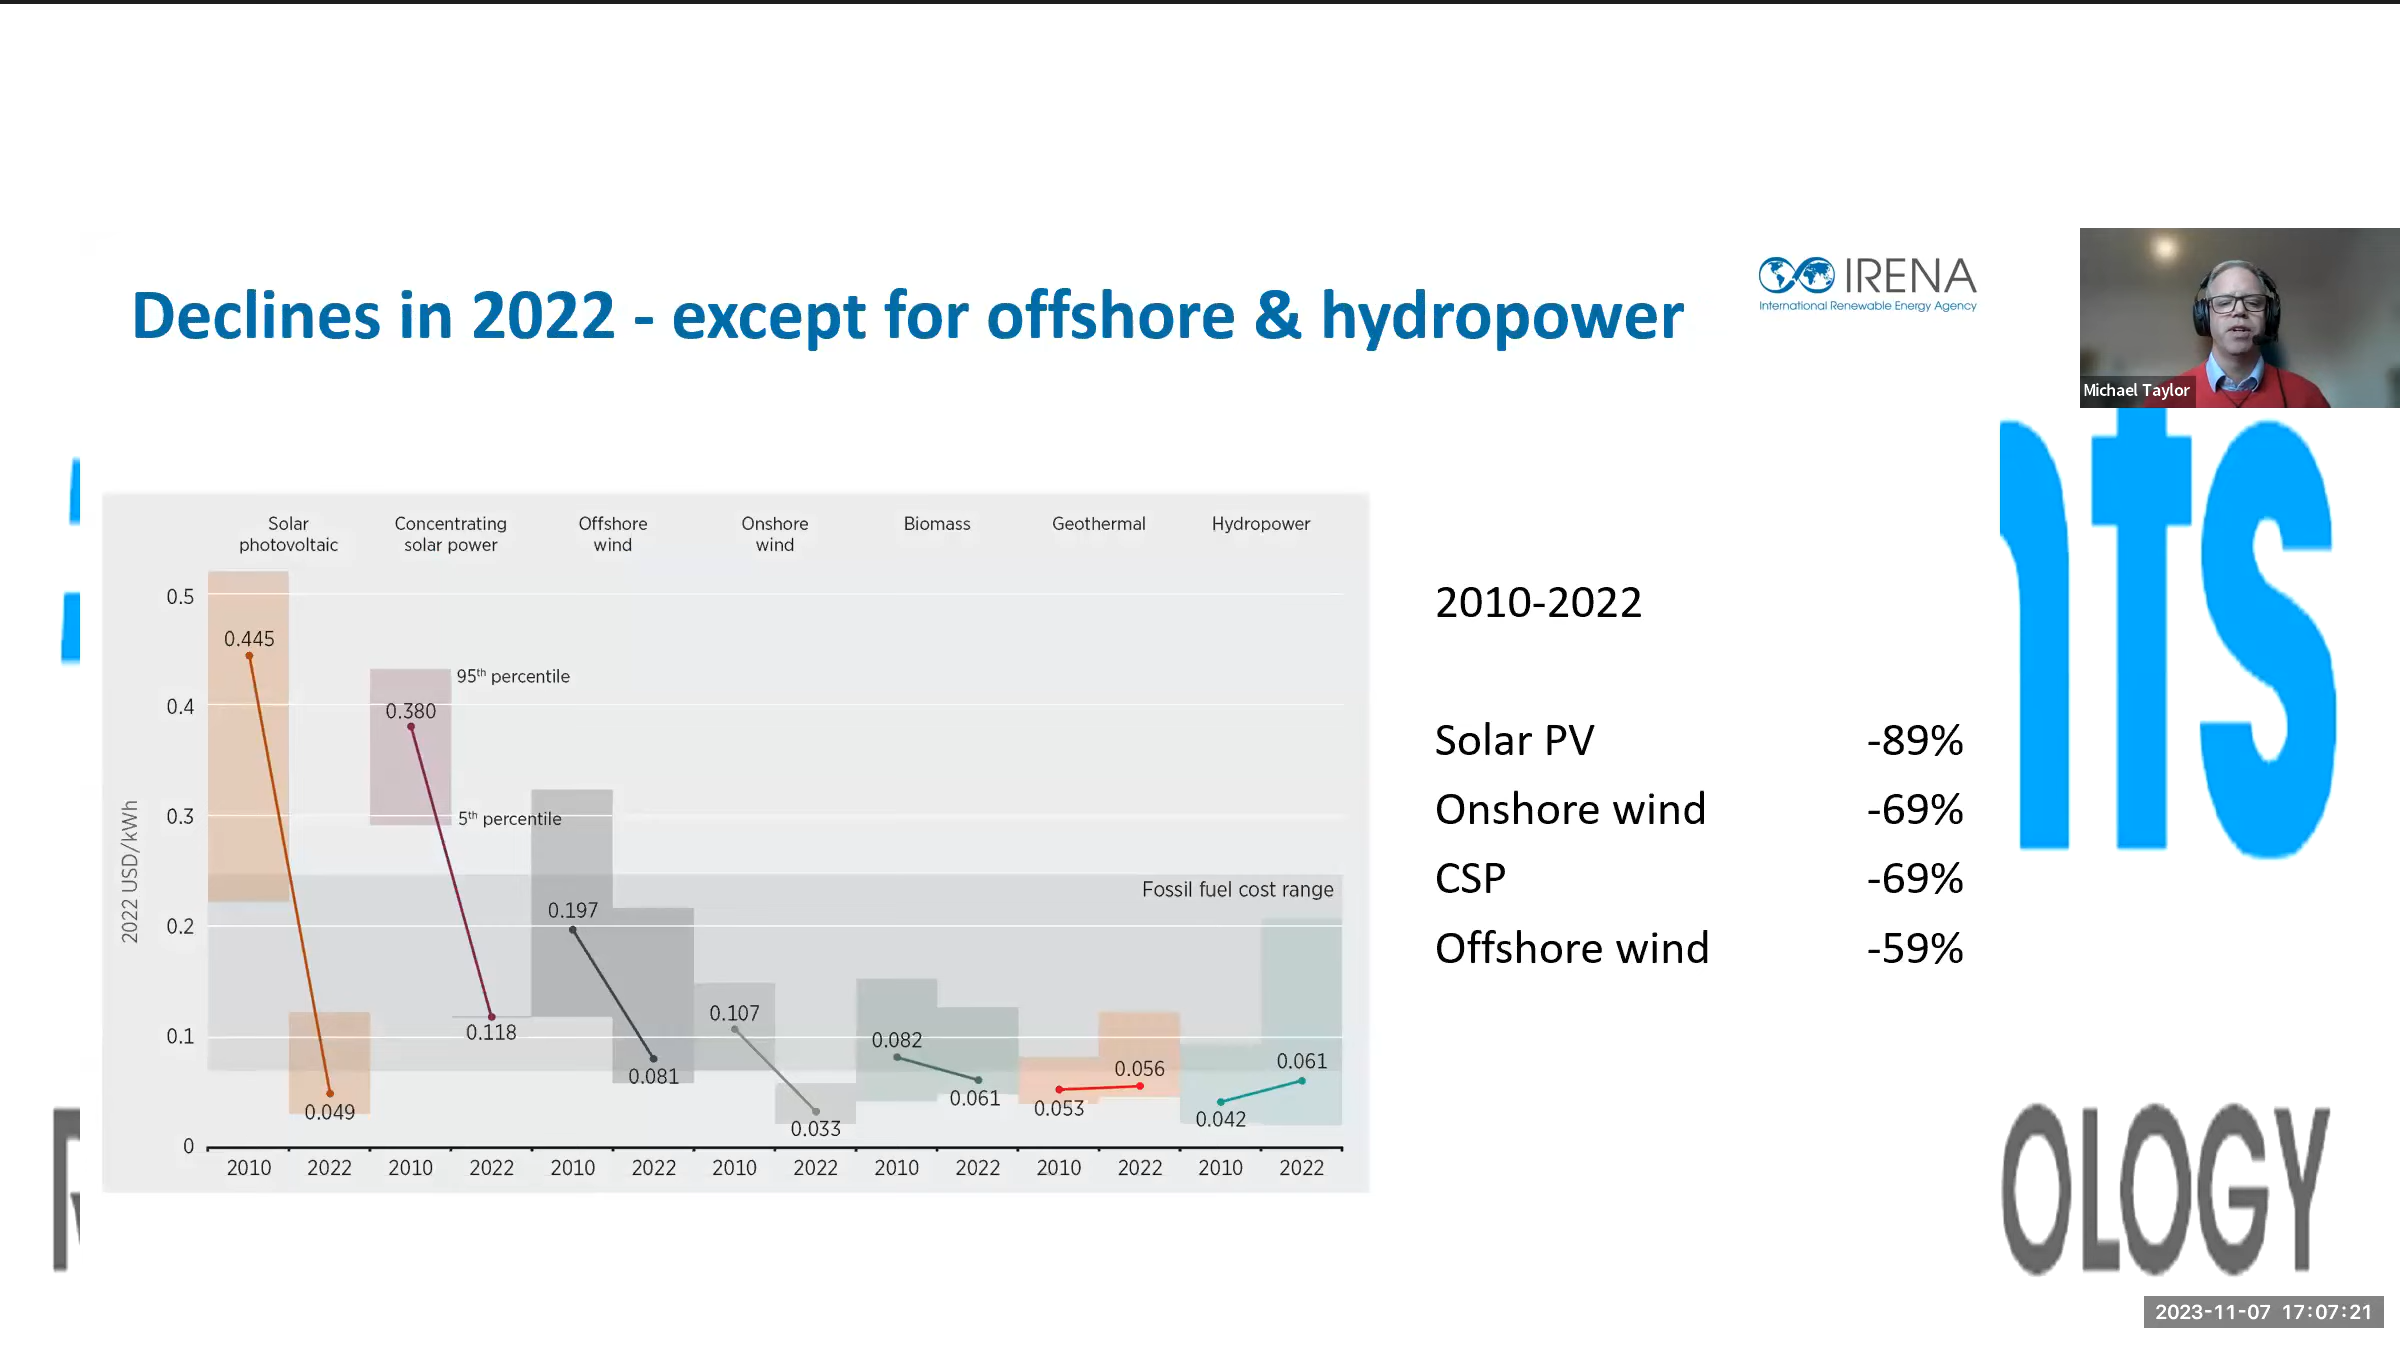 Declines in 2022 - except for offshore & hydropower
IRENA
International Renewable Energy Agency
Michael Taylor
nts
Solar
photovoltaic
Concentrating
solar power
Offshore
wind
Onshore
wind
Biomass
Geothermal
Hydropower
2022 USD/kWh
0.5
0.4
0.3
0.2
0.1
0
0.445
0.049
0.380
0.118
95th percentile
5th percentile
0.197
0.081
0.107
0.033
0.082
0.061
0.053
0.056
0.042
0.061
Fossil fuel cost range
2010 2022 2010 2022 2010 2022 2010 2022 2010 2022 2010 2022 2010 2022
2010-2022
Solar PV -89%
Onshore wind -69%
CSP -69%
Offshore wind -59%
OLOGY
2023-11-07 17:07:21